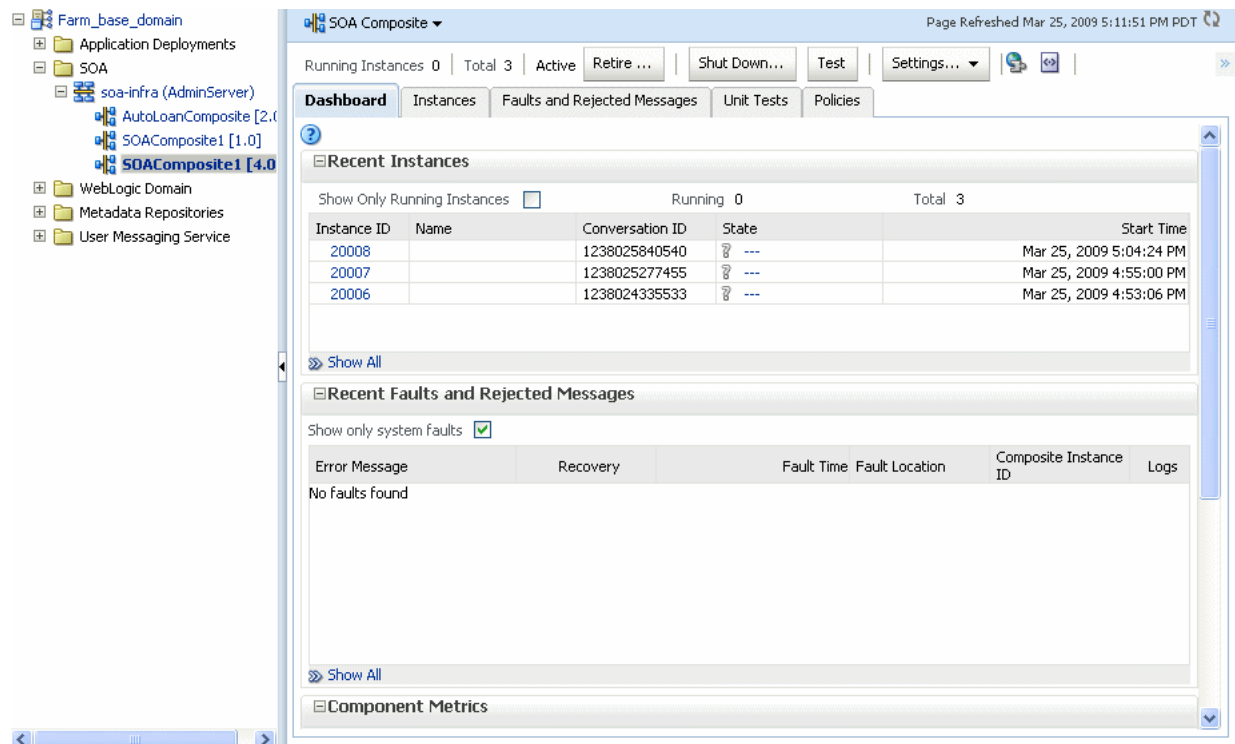 Farm_base_domain
Application Deployments
SOA
soa-infra (AdminServer)
AutoLoanComposite [2.(
SOAComposite1 [1.0]
SOAComposite1 [4.0
WebLogic Domain
Metadata Repositories
User Messaging Service
SOA Composite
Page Refreshed Mar 25, 2009 5:11:51 PM PDT
Running Instances 0 Total 3 Active Retire ... Shut Down... Test Settings...
Dashboard Instances Faults and Rejected Messages Unit Tests Policies
Recent Instances
Show Only Running Instances Running 0 Total 3
Instance ID Name Conversation ID State Start Time
20008 1238025840540 --- Mar 25, 2009 5:04:24 PM
20007 1238025277455 --- Mar 25, 2009 4:55:00 PM
20006 1238024335533 --- Mar 25, 2009 4:53:06 PM
Show All
Recent Faults and Rejected Messages
Show only system faults
Error Message Recovery Fault Time Fault Location Composite Instance ID Logs
No faults found
Show All
Component Metrics